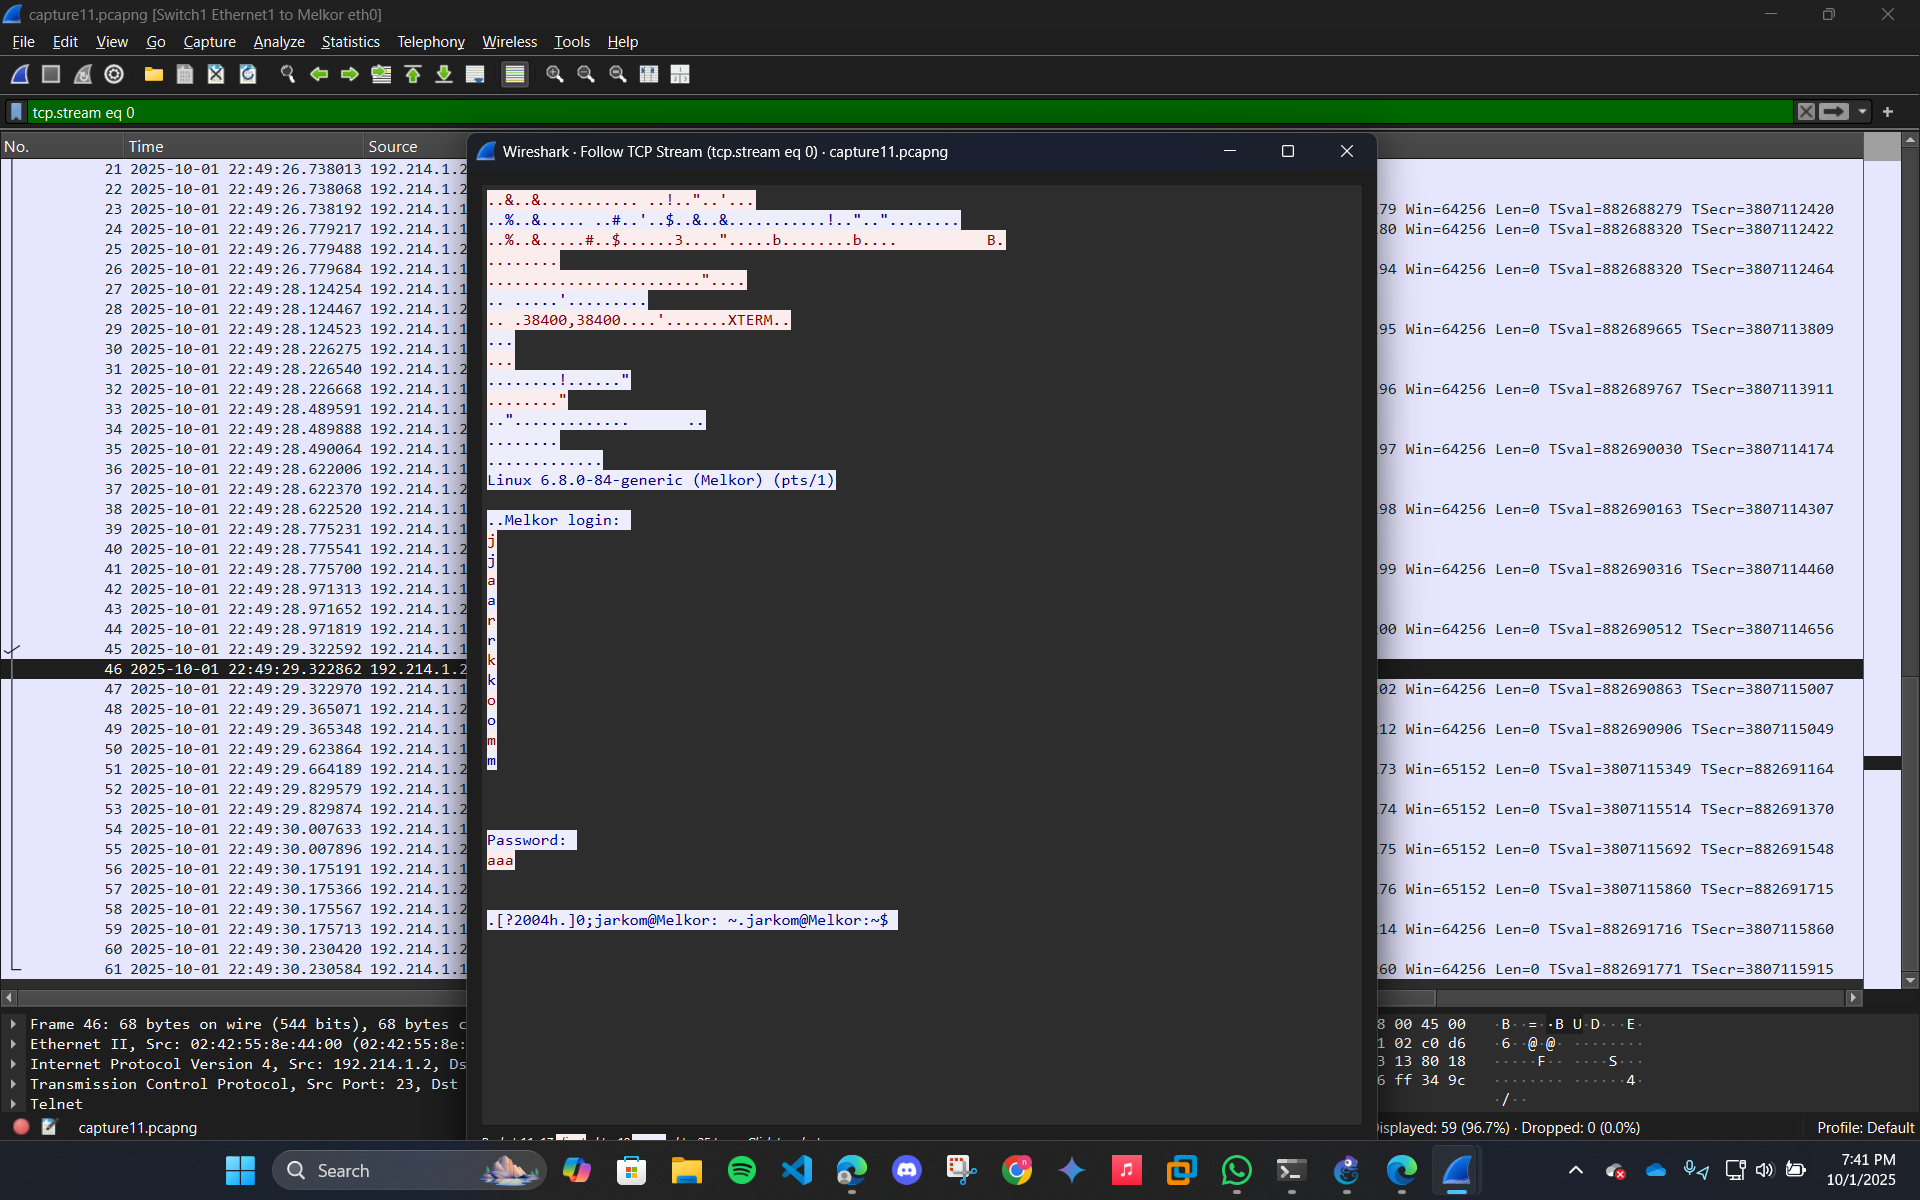 capture11.pcapng [Switch1 Ethernet1 to Melkor eth0]
File Edit View Go Capture Analyze Statistics Telephony Wireless Tools Help
tcp.stream eq 0
No. Time Source
21 2025-10-01 22:49:26.738013 192.214.1.2
22 2025-10-01 22:49:26.738068 192.214.1.2
23 2025-10-01 22:49:26.738192 192.214.1.1 79 Win=64256 Len=0 TSval=882688279 TSecr=3807112420
24 2025-10-01 22:49:26.779217 192.214.1.1 80 Win=64256 Len=0 TSval=882688320 TSecr=3807112422
25 2025-10-01 22:49:26.779488 192.214.1.2
26 2025-10-01 22:49:26.779684 192.214.1.1 94 Win=64256 Len=0 TSval=882688320 TSecr=3807112464
27 2025-10-01 22:49:28.124254 192.214.1.1
28 2025-10-01 22:49:28.124467 192.214.1.2
29 2025-10-01 22:49:28.124523 192.214.1.1 95 Win=64256 Len=0 TSval=882689665 TSecr=3807113809
30 2025-10-01 22:49:28.226275 192.214.1.1
31 2025-10-01 22:49:28.226540 192.214.1.2
32 2025-10-01 22:49:28.226668 192.214.1.1 96 Win=64256 Len=0 TSval=882689767 TSecr=3807113911
33 2025-10-01 22:49:28.489591 192.214.1.1
34 2025-10-01 22:49:28.489888 192.214.1.2
35 2025-10-01 22:49:28.490064 192.214.1.1 97 Win=64256 Len=0 TSval=882690030 TSecr=3807114174
36 2025-10-01 22:49:28.622006 192.214.1.1
37 2025-10-01 22:49:28.622370 192.214.1.2
38 2025-10-01 22:49:28.622520 192.214.1.1 98 Win=64256 Len=0 TSval=882690163 TSecr=3807114307
39 2025-10-01 22:49:28.775231 192.214.1.1
40 2025-10-01 22:49:28.775541 192.214.1.2
41 2025-10-01 22:49:28.775700 192.214.1.1 99 Win=64256 Len=0 TSval=882690316 TSecr=3807114460
42 2025-10-01 22:49:28.971313 192.214.1.1
43 2025-10-01 22:49:28.971652 192.214.1.2
44 2025-10-01 22:49:28.971819 192.214.1.1 00 Win=64256 Len=0 TSval=882690512 TSecr=3807114656
45 2025-10-01 22:49:29.322592 192.214.1.1
46 2025-10-01 22:49:29.322862 192.214.1.2
47 2025-10-01 22:49:29.322970 192.214.1.1 02 Win=64256 Len=0 TSval=882690863 TSecr=3807115007
48 2025-10-01 22:49:29.365071 192.214.1.2
49 2025-10-01 22:49:29.365348 192.214.1.1 12 Win=64256 Len=0 TSval=882690906 TSecr=3807115049
50 2025-10-01 22:49:29.623864 192.214.1.1
51 2025-10-01 22:49:29.664189 192.214.1.2 73 Win=65152 Len=0 TSval=3807115349 TSecr=882691164
52 2025-10-01 22:49:29.829579 192.214.1.1
53 2025-10-01 22:49:29.829874 192.214.1.2 74 Win=65152 Len=0 TSval=3807115514 TSecr=882691370
54 2025-10-01 22:49:30.007633 192.214.1.1
55 2025-10-01 22:49:30.007896 192.214.1.2 75 Win=65152 Len=0 TSval=3807115692 TSecr=882691548
56 2025-10-01 22:49:30.175191 192.214.1.1
57 2025-10-01 22:49:30.175366 192.214.1.2 76 Win=65152 Len=0 TSval=3807115860 TSecr=882691715
58 2025-10-01 22:49:30.175567 192.214.1.2
59 2025-10-01 22:49:30.175713 192.214.1.1 14 Win=64256 Len=0 TSval=882691716 TSecr=3807115860
60 2025-10-01 22:49:30.230420 192.214.1.2
61 2025-10-01 22:49:30.230584 192.214.1.1 60 Win=64256 Len=0 TSval=882691771 TSecr=3807115915
Wireshark · Follow TCP Stream (tcp.stream eq 0) · capture11.pcapng
..&..&........... ..!.."..'...
..%..&..... ..#..'..$..&..&...........!..".."........
..%..&.....#..$......3....".....b........b.... B.
........
........................"....
.. .....'.........
.. .38400,38400....'.......XTERM..
...
...
........!......"
........"
.."............. ..
........
.............
Linux 6.8.0-84-generic (Melkor) (pts/1)
..Melkor login:
j
j
a
a
r
r
k
k
o
o
m
m
Password:
aaa
.[?2004h.]0;jarkom@Melkor: ~.jarkom@Melkor:~$
Frame 46: 68 bytes on wire (544 bits), 68 bytes c
Ethernet II, Src: 02:42:55:8e:44:00 (02:42:55:8e:
Internet Protocol Version 4, Src: 192.214.1.2, Ds
Transmission Control Protocol, Src Port: 23, Dst
Telnet
8 00 45 00 ·B··=··B U·D···E·
1 02 c0 d6 ·6··@·@· ········
3 13 80 18 ·····F·· ····S···
6 ff 34 9c ········ ······4·
·/··
capture11.pcapng
Displayed: 59 (96.7%) · Dropped: 0 (0.0%)
Profile: Default
Search
7:41 PM
10/1/2025